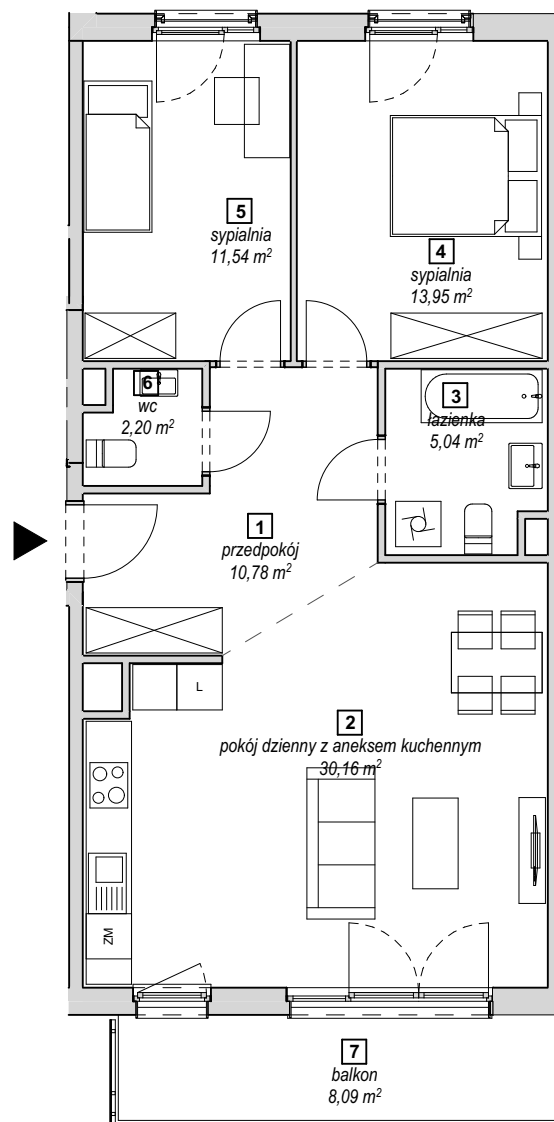 5
sypialnia
11,54 m²
4
sypialnia
13,95 m²
6
wc
2,20 m²
3
łazienka
5,04 m²
1
przedpokój
10,78 m²
L
2
pokój dzienny z aneksem kuchennym
30,16 m²
ZM
7
balkon
8,09 m²